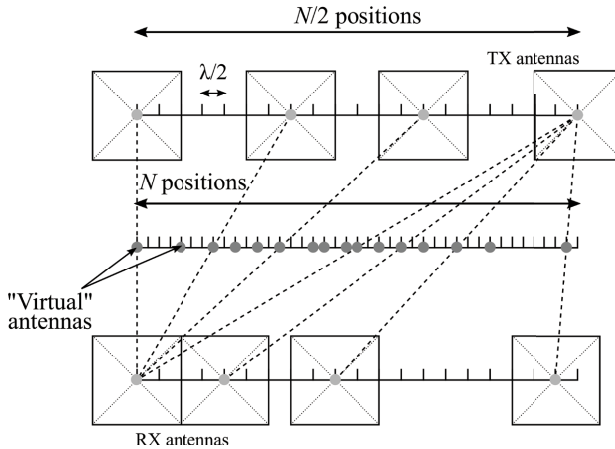 N/2 positions
TX antennas
λ/2
N positions
"Virtual"
antennas
RX antennas